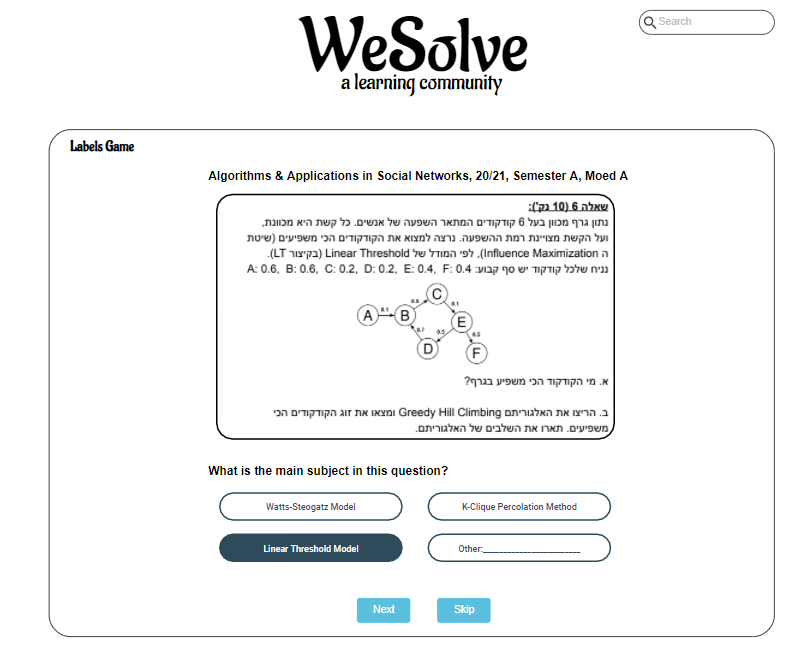 WeSolve
a learning community
Search
Labels Game
Algorithms & Applications in Social Networks, 20/21, Semester A, Moed A
שאלה 6 (10 נק'):
נתון גרף מכוון בעל 6 קודקודים המתאר השפעה של אנשים. כל קשת היא מכוונת,
ועל הקשת מצויינת רמת ההשפעה. נרצה למצוא את הקודקודים הכי משפיעים (שיטת
ה Influence Maximization), לפי המודל של Linear Threshold (בקיצור LT).
נניח שלכל קודקוד יש סף קבוע: A: 0.6, B: 0.6, C: 0.2, D: 0.2, E: 0.4, F: 0.4
C
0.1
A
0.1
B
E
0.7
0.5
0.5
D
F
א. מי הקודקוד הכי משפיע בגרף?
ב. הריצו את האלגוריתם Greedy Hill Climbing ומצאו את זוג הקודקודים הכי
משפיעים. תארו את השלבים של האלגוריתם.
What is the main subject in this question?
Watts-Steogatz Model
K-Clique Percolation Method
Linear Threshold Model
Other:_______________________
Next
Skip